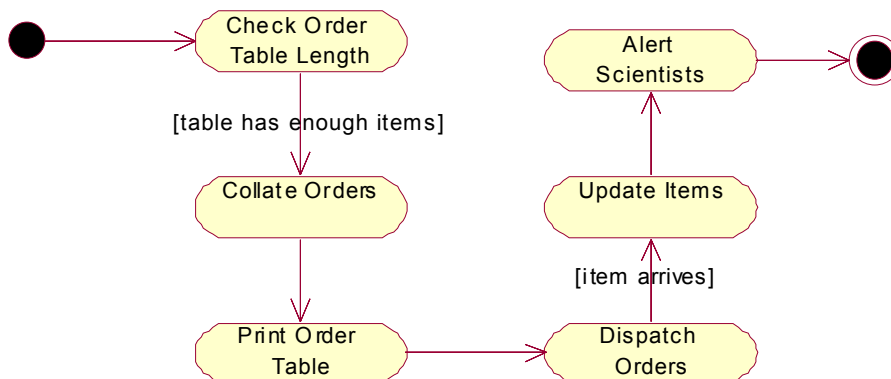 Check Order
Table Length
[table has enough items]
Collate Orders
Print Order
Table
Dispatch
Orders
[item arrives]
Update Items
Alert
Scientists